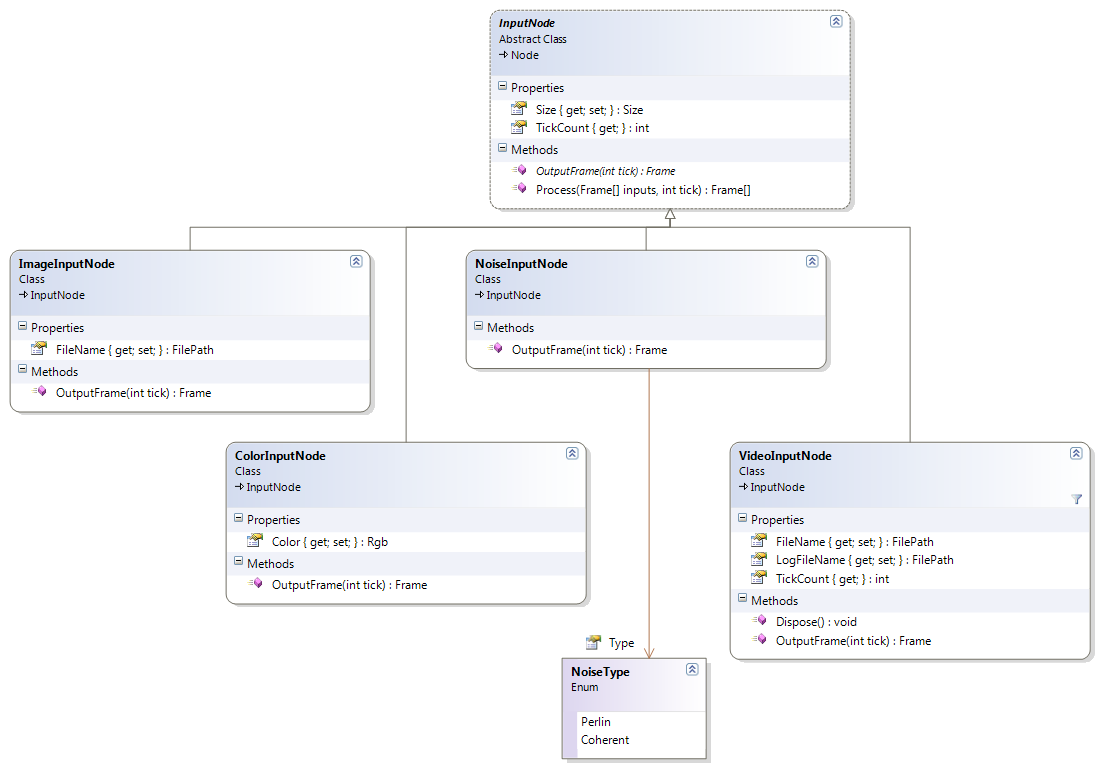 InputNode
Abstract Class
Node
Properties
Size { get; set; } : Size
TickCount { get; } : int
Methods
OutputFrame(int tick) : Frame
Process(Frame[] inputs, int tick) : Frame[]
ImageInputNode
Class
InputNode
Properties
FileName { get; set; } : FilePath
Methods
OutputFrame(int tick) : Frame
NoiseInputNode
Class
InputNode
Methods
OutputFrame(int tick) : Frame
ColorInputNode
Class
InputNode
Properties
Color { get; set; } : Rgb
Methods
OutputFrame(int tick) : Frame
VideoInputNode
Class
InputNode
Properties
FileName { get; set; } : FilePath
LogFileName { get; set; } : FilePath
TickCount { get; } : int
Methods
Dispose() : void
OutputFrame(int tick) : Frame
Type
NoiseType
Enum
Perlin
Coherent